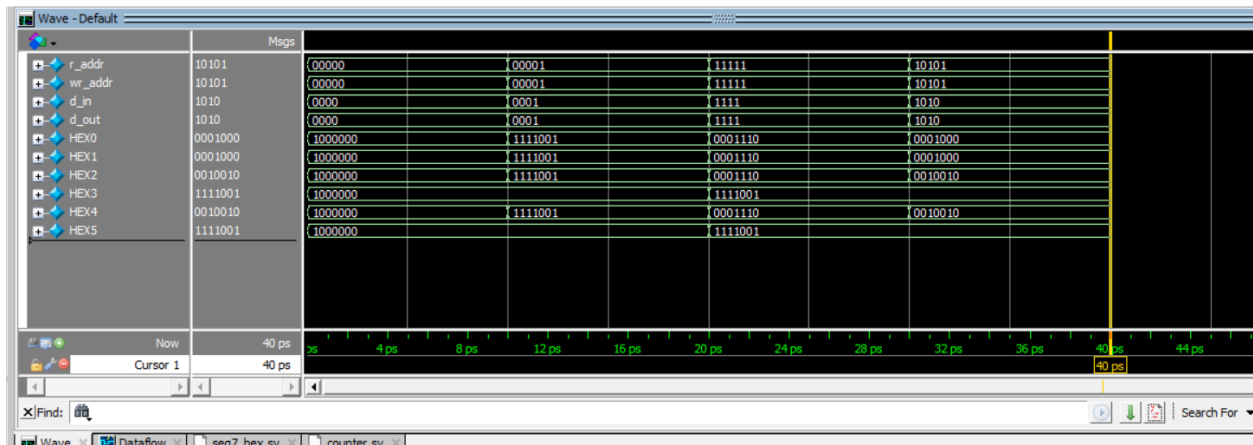 Wave - Default
Msgs
r_addr 10101 00000 00001 11111 10101
wr_addr 10101 00000 00001 11111 10101
d_in 1010 0000 0001 1111 1010
d_out 1010 0000 0001 1111 1010
HEX0 0001000 1000000 1111001 0001110 0001000
HEX1 0001000 1000000 1111001 0001110 0001000
HEX2 0010010 1000000 1111001 0001110 0010010
HEX3 1111001 1000000 1111001
HEX4 0010010 1000000 1111001 0001110 0010010
HEX5 1111001 1000000 1111001
Now 40 ps ps 4 ps 8 ps 12 ps 16 ps 20 ps 24 ps 28 ps 32 ps 36 ps 40 ps 44 ps
Cursor 1 40 ps 40 ps
Find: Search For
Wave Dataflow seg7_hex.sv counter.sv